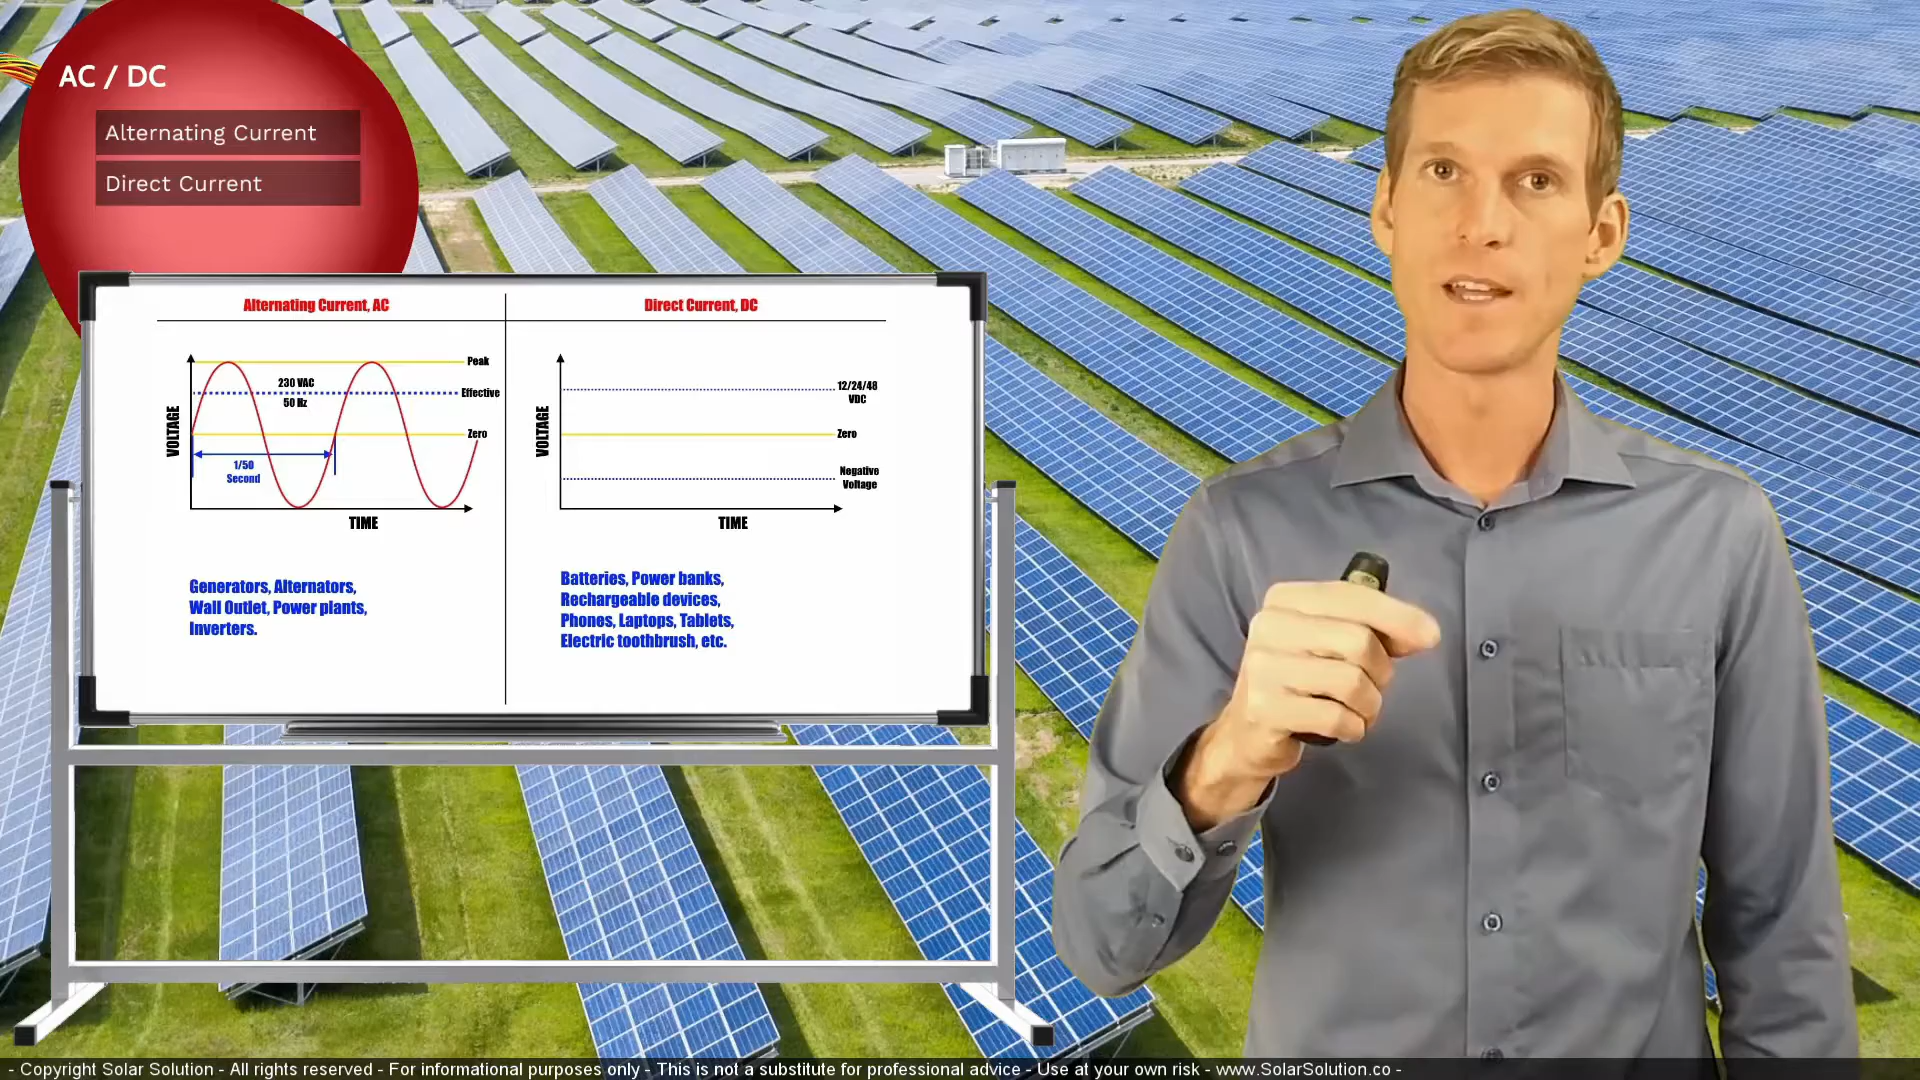 AC / DC
Alternating Current
Direct Current
Alternating Current, AC
Peak
230 VAC
Effective
50 Hz
Zero
VOLTAGE
1/50
Second
TIME
Generators, Alternators,
Wall Outlet, Power plants,
Inverters.
Direct Current, DC
12/24/48
VDC
Zero
VOLTAGE
Negative
Voltage
TIME
Batteries, Power banks,
Rechargeable devices,
Phones, Laptops, Tablets,
Electric toothbrush, etc.
- Copyright Solar Solution - All rights reserved - For informational purposes only - This is not a substitute for professional advice - Use at your own risk - www.SolarSolution.co -